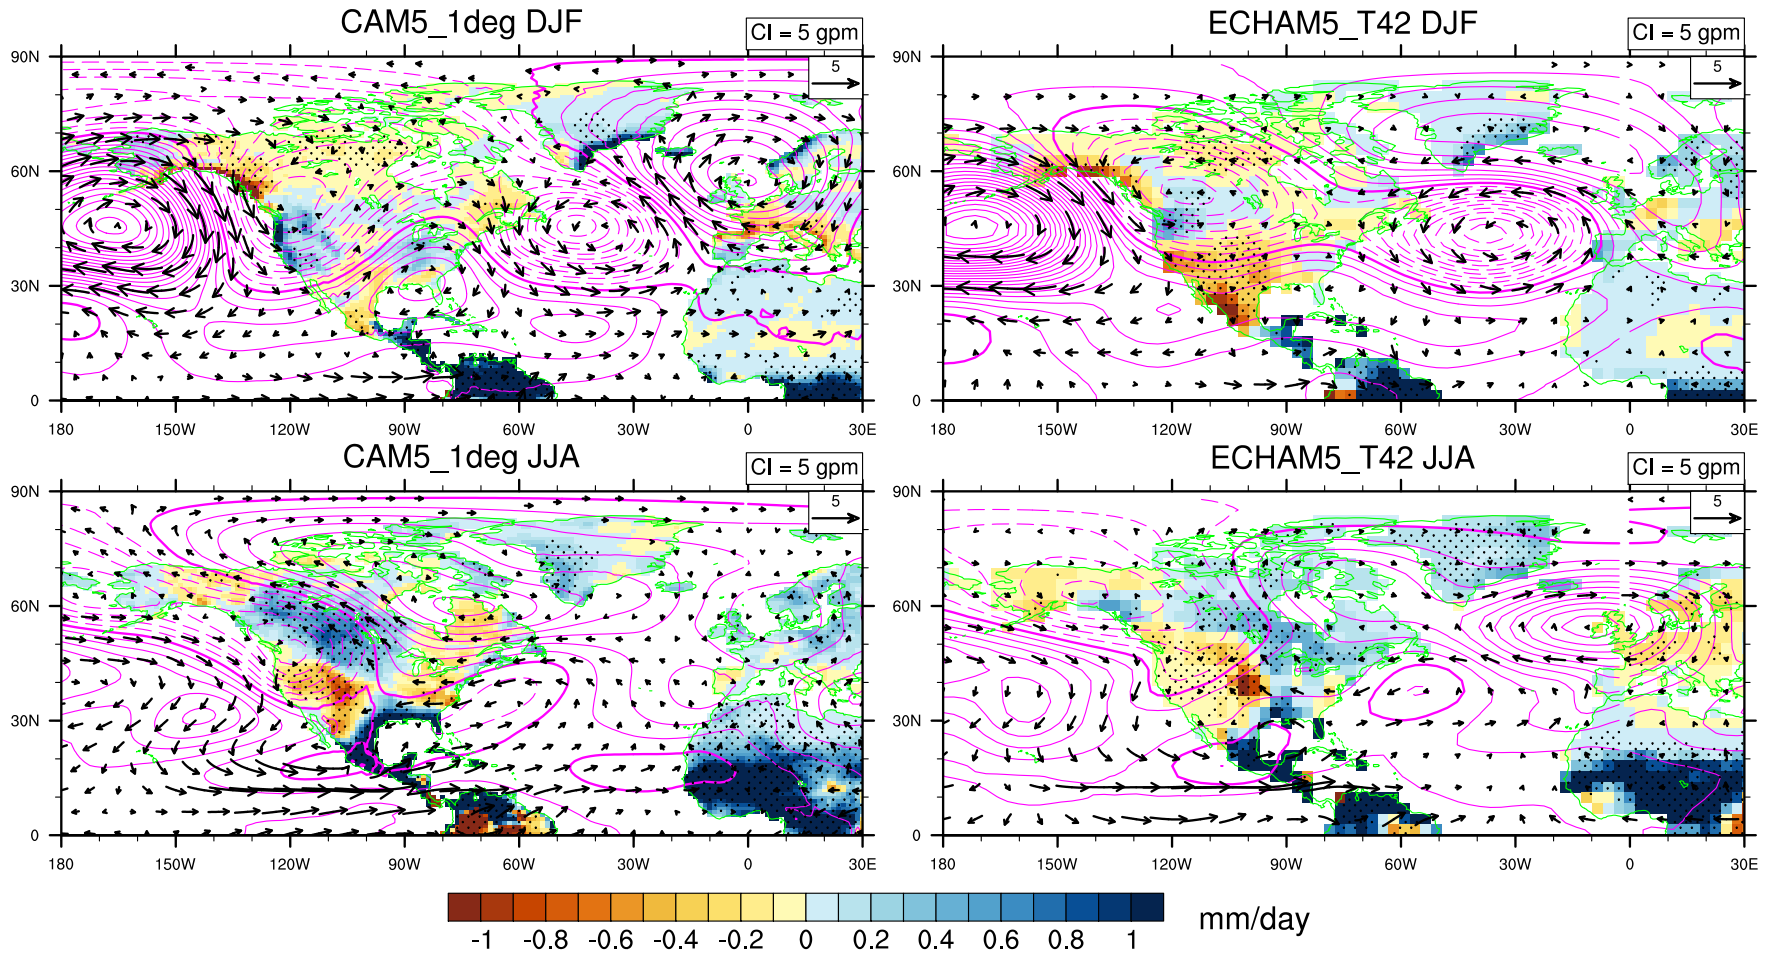 CAM5_1deg DJF
CI = 5 gpm
5
90N
60N
30N
0
180 150W 120W 90W 60W 30W 0 30E
ECHAM5_T42 DJF
CI = 5 gpm
5
90N
60N
30N
0
180 150W 120W 90W 60W 30W 0 30E
CAM5_1deg JJA
CI = 5 gpm
5
90N
60N
30N
0
180 150W 120W 90W 60W 30W 0 30E
ECHAM5_T42 JJA
CI = 5 gpm
5
90N
60N
30N
0
180 150W 120W 90W 60W 30W 0 30E
-1 -0.8 -0.6 -0.4 -0.2 0 0.2 0.4 0.6 0.8 1
mm/day